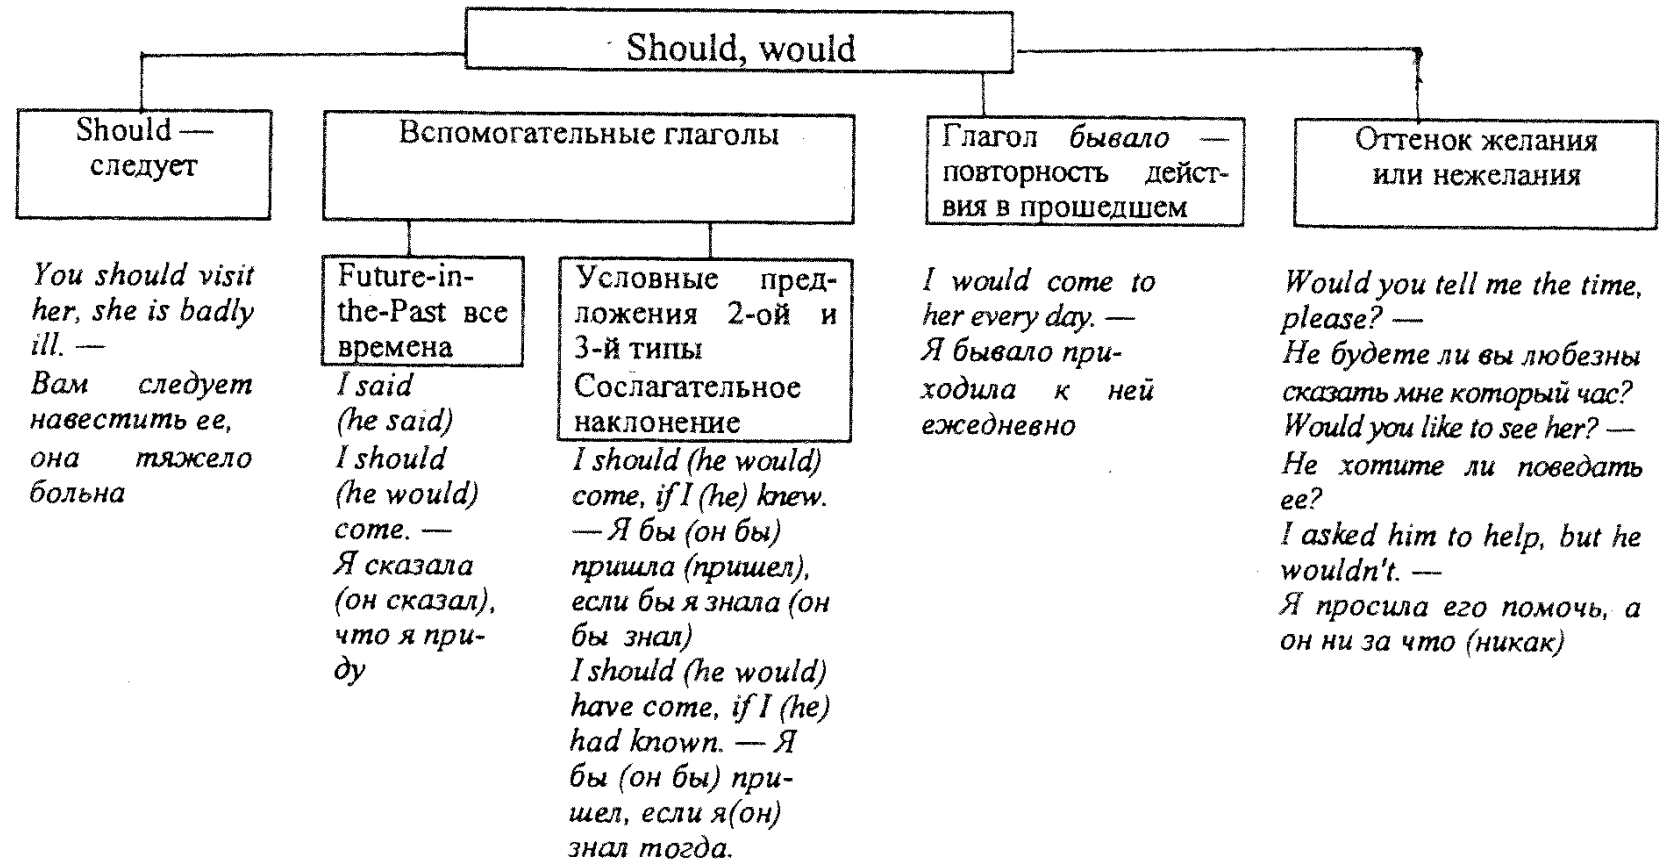 Should, would
Should —
следует
Вспомогательные глаголы
Глагол бывало —
повторность дейст-
вия в прошедшем
Оттенок желания
или нежелания
You should visit
her, she is badly
ill. —
Вам следует
навестить ее,
она тяжело
больна
Future-in-
the-Past все
времена
I said
(he said)
I should
(he would)
come. —
Я сказала
(он сказал),
что я при-
ду
Условные пред-
ложения 2-ой и
3-й типы
Сослагательное
наклонение
I should (he would)
come, if I (he) knew.
— Я бы (он бы)
пришла (пришел),
если бы я знала (он
бы знал)
I should (he would)
have come, if I (he)
had known. — Я
бы (он бы) при-
шел, если я(он)
знал тогда.
I would come to
her every day. —
Я бывало при-
ходила к ней
ежедневно
Would you tell me the time,
please? —
Не будете ли вы любезны
сказать мне который час?
Would you like to see her? —
Не хотите ли поведать
ее?
I asked him to help, but he
wouldn't. —
Я просила его помочь, а
он ни за что (никак)